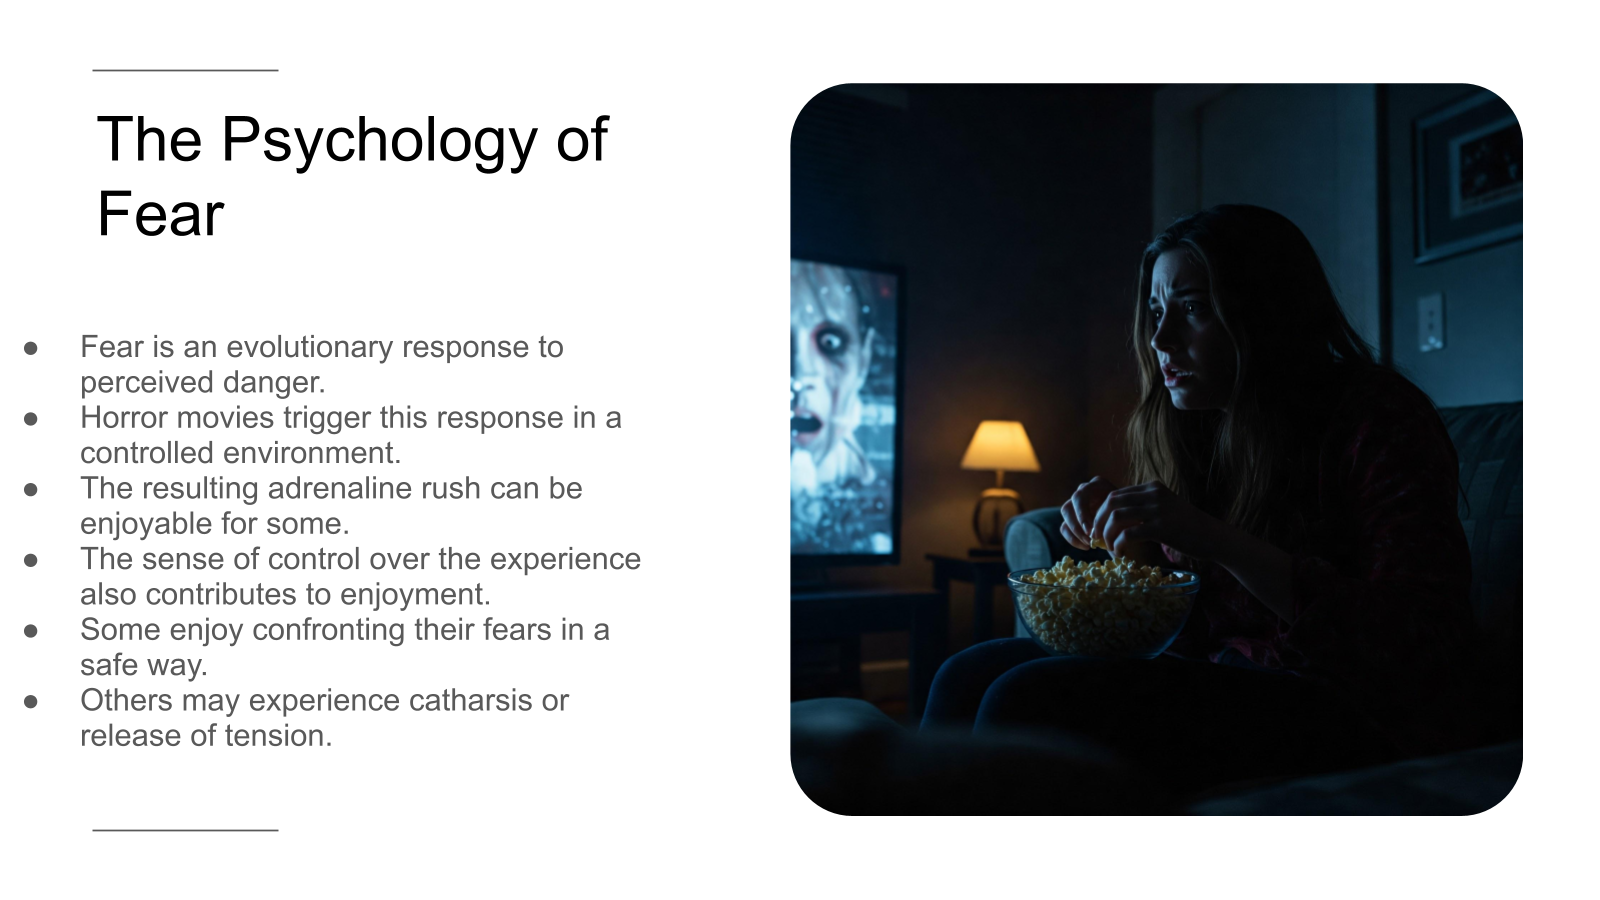 The Psychology of
Fear
● Fear is an evolutionary response to
perceived danger.
● Horror movies trigger this response in a
controlled environment.
● The resulting adrenaline rush can be
enjoyable for some.
● The sense of control over the experience
also contributes to enjoyment.
● Some enjoy confronting their fears in a
safe way.
● Others may experience catharsis or
release of tension.